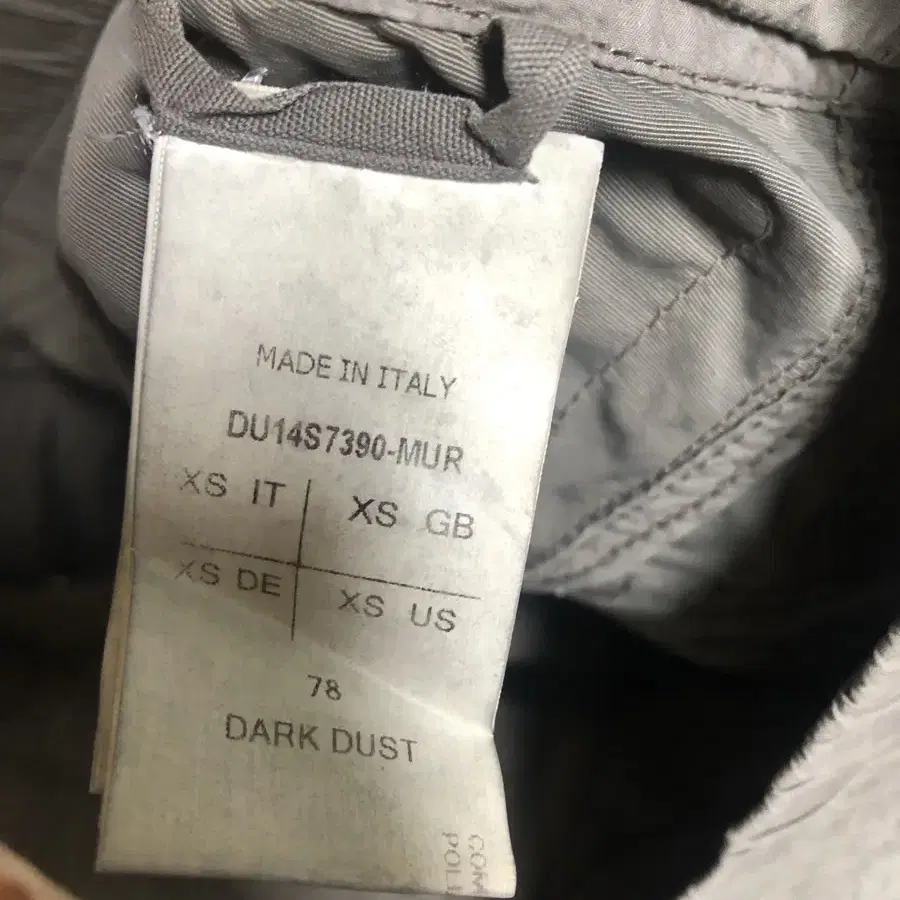 MADE IN ITALY
DU14S7390-MUR
XS IT XS GB
XS DE XS US
78
DARK DUST